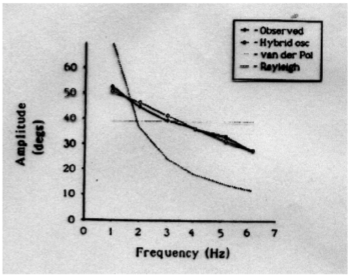 Observed
Hybrid osc
van der Pol
Rayleigh
Amplitude
(degs)
60
50
40
30
20
10
0
0 1 2 3 4 5 6 7
Frequency (Hz)